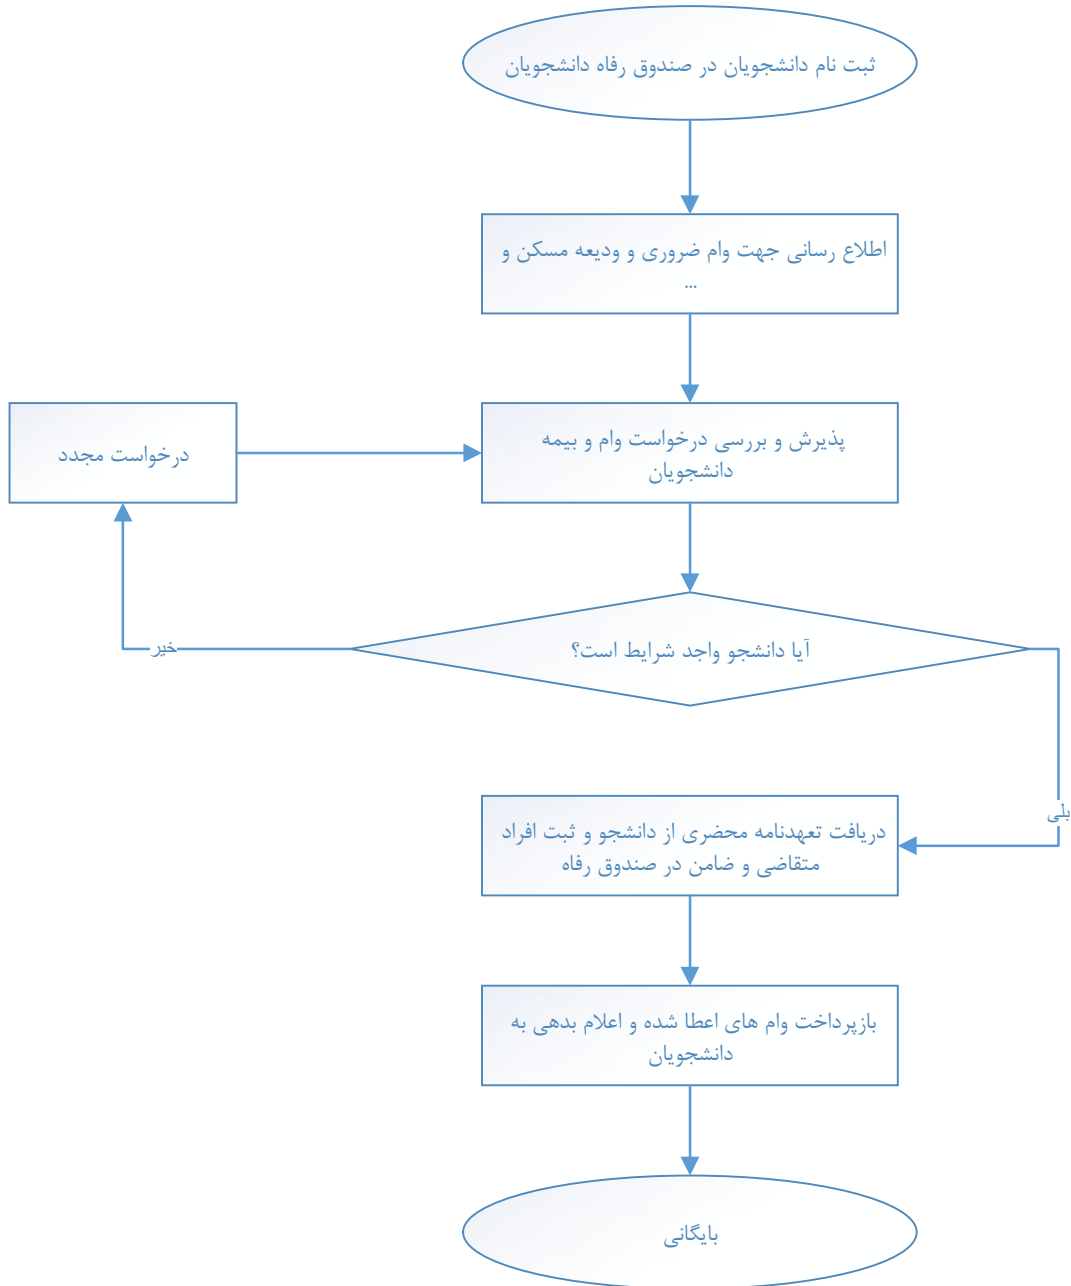 ثبت نام دانشجویان در صندوق رفاه دانشجویان
اطلاع رسانی جهت وام ضروری و ودیعه مسکن و
...
پذیرش و بررسی درخواست وام و بیمه
دانشجویان
درخواست مجدد
آیا دانشجو واجد شرایط است؟
خیر
بلی
دریافت تعهدنامه محضری از دانشجو و ثبت افراد
متقاضی و ضامن در صندوق رفاه
بازپرداخت وام های اعطا شده و اعلام بدهی به
دانشجویان
بایگانی